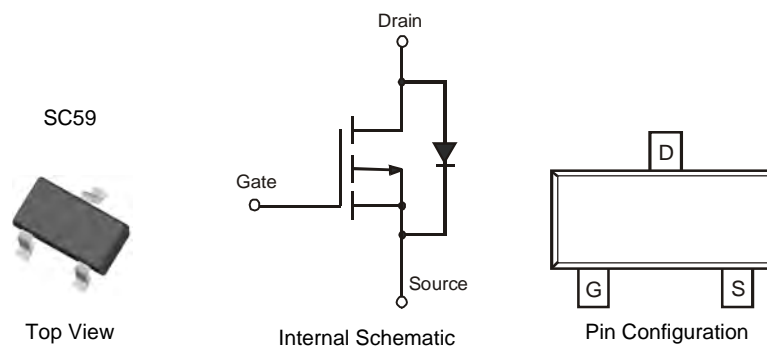 SC59
Top View
Drain
Gate
Source
Internal Schematic
D
G
S
Pin Configuration